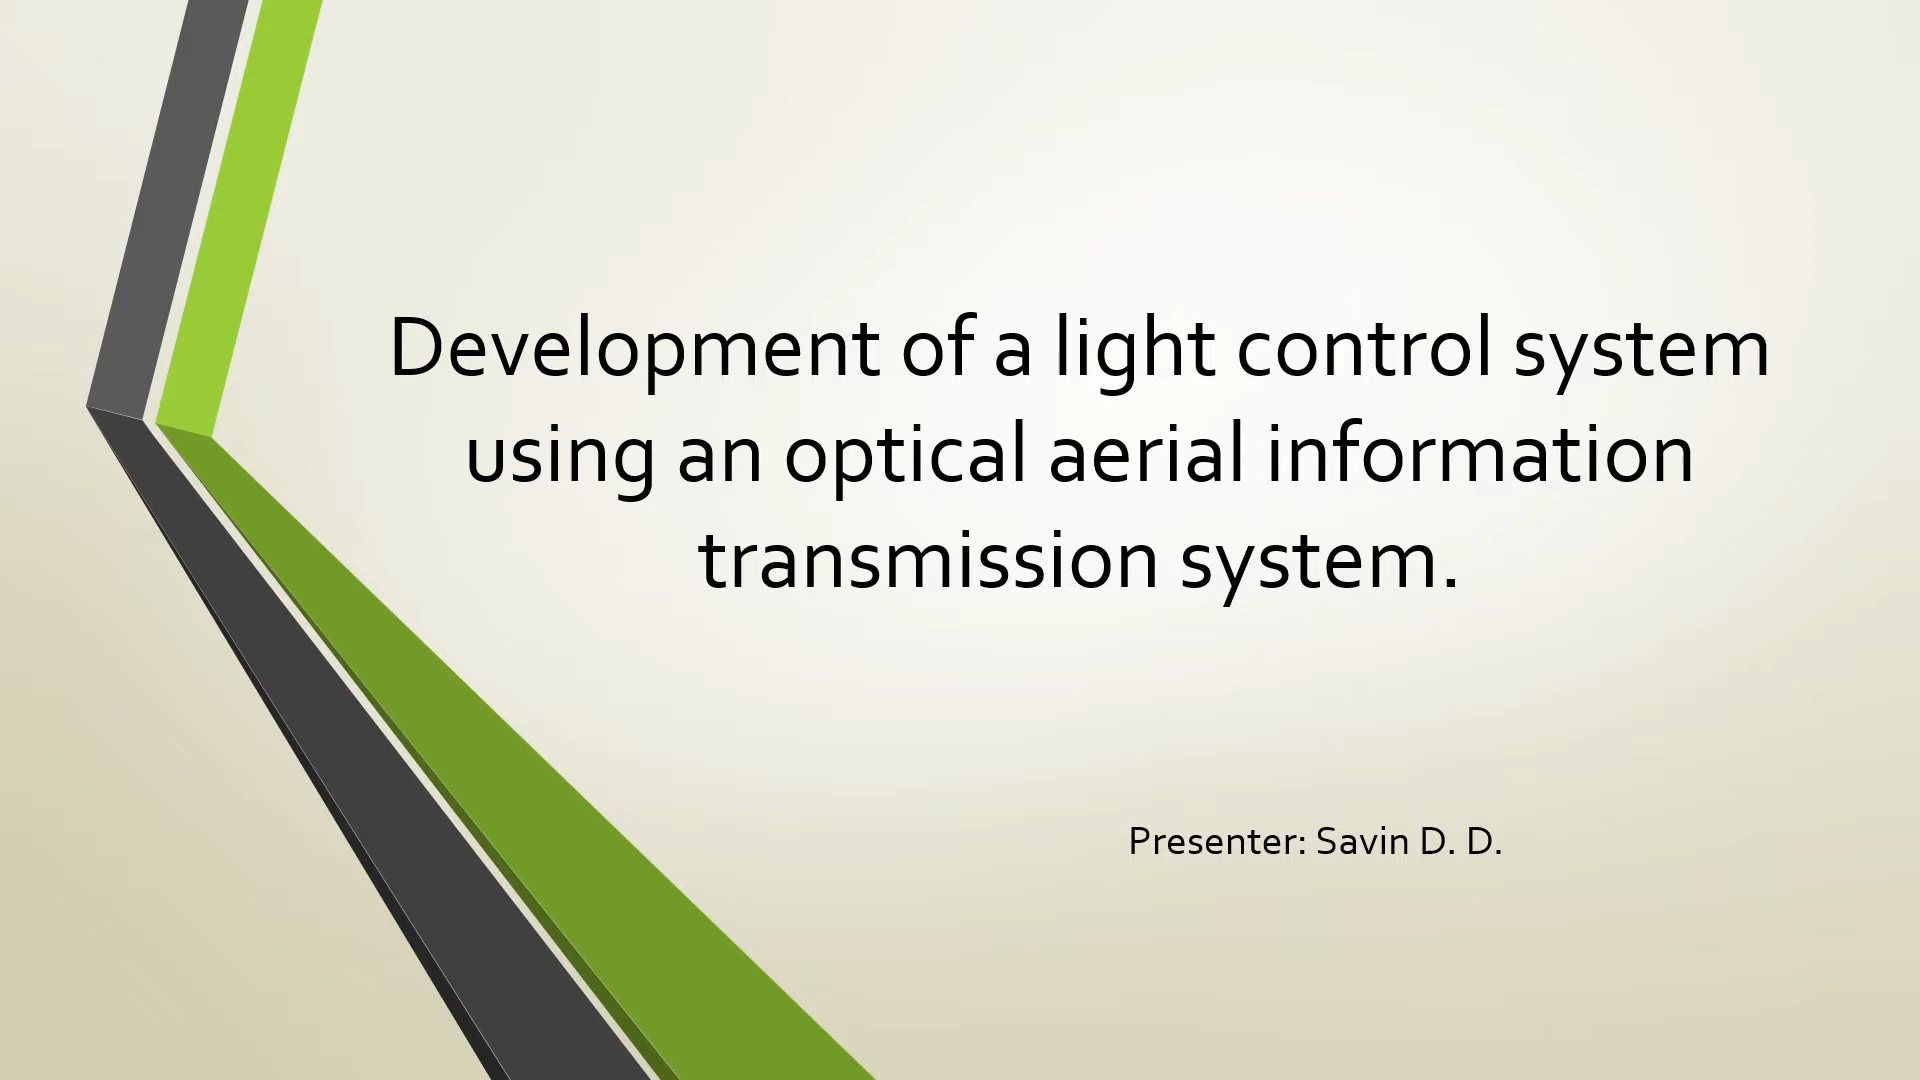 Development of a light control system
using an optical aerial information
transmission system.
Presenter: Savin D. D.